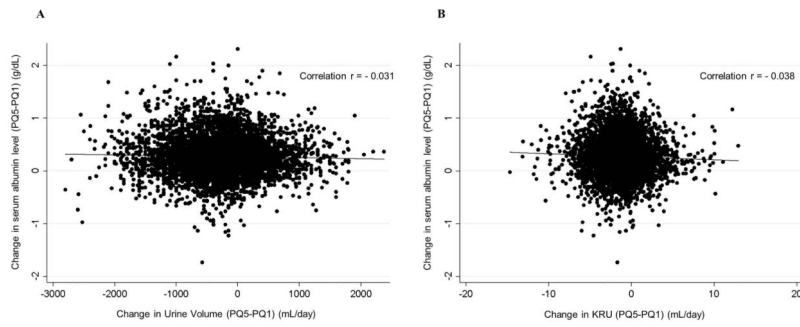 A
Correlation r = - 0.031
Change in serum albumin level (PQ5-PQ1) (g/dL)
2
1
0
-1
-2
-3000
-2000
-1000
0
1000
2000
Change in Urine Volume (PQ5-PQ1) (mL/day)
B
Correlation r = - 0.038
Change in serum albumin level (PQ5-PQ1) (g/dL)
2
1
0
-1
-2
-20
-10
0
10
20
Change in KRU (PQ5-PQ1) (mL/day)